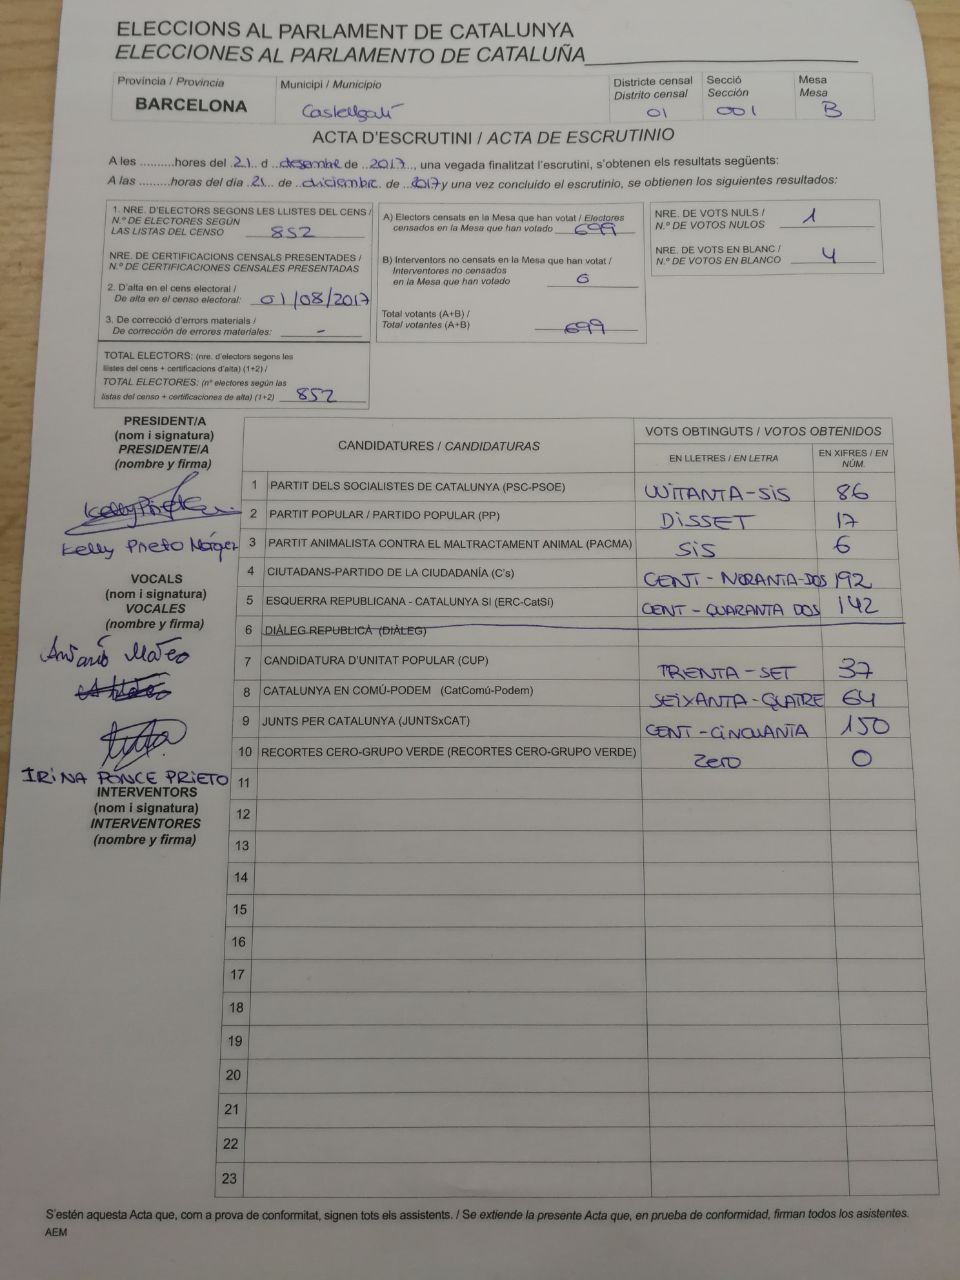 ELECCIONS AL PARLAMENT DE CATALUNYA
ELECCIONES AL PARLAMENTO DE CATALUÑA
Província / Provincia
BARCELONA
Municipi / Municipio
Castellgalí
Districte censal
Distrito censal
01
Secció
Sección
001
Mesa
Mesa
B
ACTA D'ESCRUTINI / ACTA DE ESCRUTINIO
A les .........hores del .21. d ..desembre de ..2017.., una vegada finalitzat l'escrutini, s'obtenen els resultats següents:
A las .........horas del día .21.. de ..diciembre.. de ..2017 y una vez concluido el escrutinio, se obtienen los siguientes resultados:
1. NRE. D'ELECTORS SEGONS LES LLISTES DEL CENS /
N.º DE ELECTORES SEGÚN
LAS LISTAS DEL CENSO 852
NRE. DE CERTIFICACIONS CENSALS PRESENTADES /
N.º DE CERTIFICACIONES CENSALES PRESENTADAS
2. D'alta en el cens electoral /
De alta en el censo electoral: 01/08/2017
3. De correcció d'errors materials /
De corrección de errores materiales: -
TOTAL ELECTORS: (nre. d'electors segons les
llistes del cens + certificacions d'alta) (1+2) /
TOTAL ELECTORES: (nº electores según las
listas del censo + certificaciones de alta) (1+2) 852
A) Electors censats en la Mesa que han votat / Electores
censados en la Mesa que han votado 699
B) Interventors no censats en la Mesa que han votat /
Interventores no censados
en la Mesa que han votado 0
Total votants (A+B) /
Total votantes (A+B) 699
NRE. DE VOTS NULS /
N.º DE VOTOS NULOS 1
NRE. DE VOTS EN BLANC /
N.º DE VOTOS EN BLANCO 4
PRESIDENT/A
(nom i signatura)
PRESIDENTE/A
(nombre y firma)
Kelly Prieto
VOCALS
(nom i signatura)
VOCALES
(nombre y firma)
Antonio Mateo
IRINA PONCE PRIETO
INTERVENTORS
(nom i signatura)
INTERVENTORES
(nombre y firma)
CANDIDATURES / CANDIDATURAS
VOTS OBTINGUTS / VOTOS OBTENIDOS
EN LLETRES / EN LETRA
EN XIFRES / EN NÚM.
1 PARTIT DELS SOCIALISTES DE CATALUNYA (PSC-PSOE) UVITANTA-SIS 86
2 PARTIT POPULAR / PARTIDO POPULAR (PP) DISSET 17
3 PARTIT ANIMALISTA CONTRA EL MALTRACTAMENT ANIMAL (PACMA) SIS 6
4 CIUTADANS-PARTIDO DE LA CIUDADANÍA (C's) CENT-NORANTA-DOS 192
5 ESQUERRA REPUBLICANA - CATALUNYA SI (ERC-CatSí) CENT-QUARANTA DOS 142
6 DIÀLEG REPUBLICÀ (DIÀLEG)
7 CANDIDATURA D'UNITAT POPULAR (CUP) TRENTA-SET 37
8 CATALUNYA EN COMÚ-PODEM (CatComú-Podem) SEIXANTA-QUATRE 64
9 JUNTS PER CATALUNYA (JUNTSxCAT) CENT-CINCUANTA 150
10 RECORTES CERO-GRUPO VERDE (RECORTES CERO-GRUPO VERDE) ZERO 0
11
12
13
14
15
16
17
18
19
20
21
22
23
S'estén aquesta Acta que, com a prova de conformitat, signen tots els assistents. / Se extiende la presente Acta que, en prueba de conformidad, firman todos los asistentes.
AEM